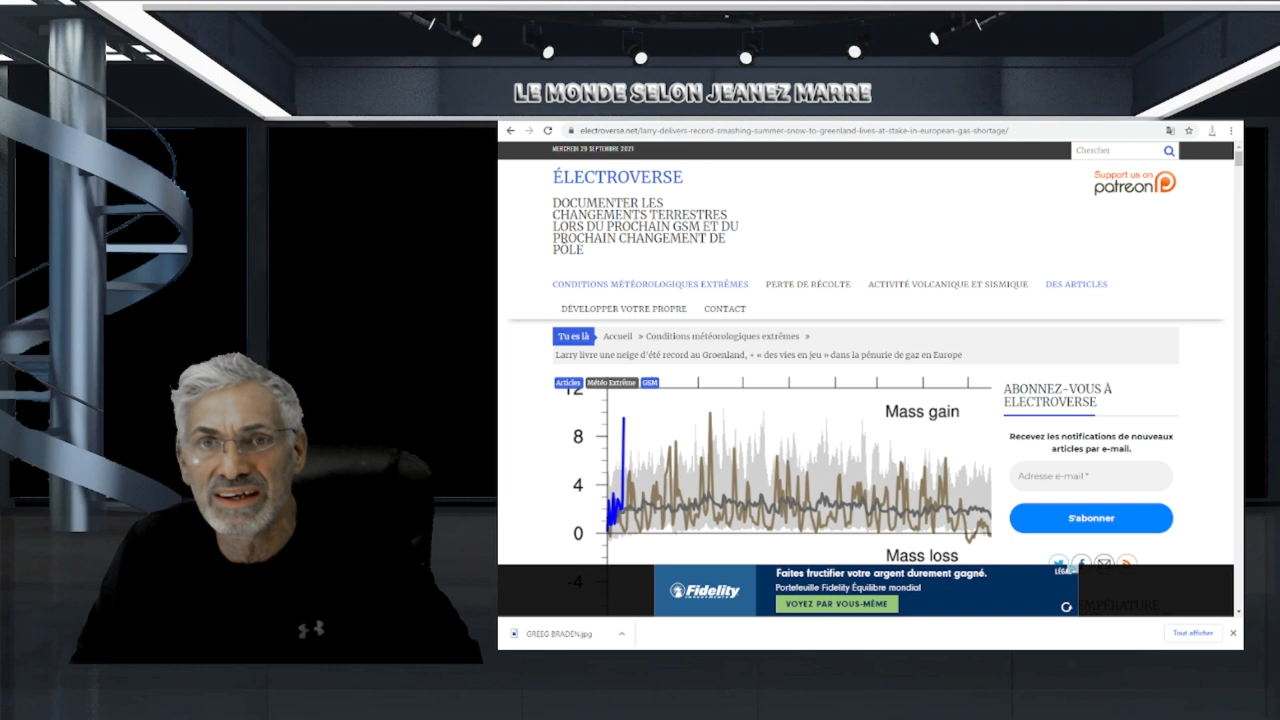 LE MONDE SELON JEANEZ MARRE
electroverse.net/larry-delivers-record-smashing-summer-snow-to-greenland-lives-at-stake-in-european-gas-shortage/
MERCREDI 29 SEPTEMBRE 2021
Chercher
ÉLECTROVERSE
Support us on
patreon
DOCUMENTER LES
CHANGEMENTS TERRESTRES
LORS DU PROCHAIN GSM ET DU
PROCHAIN CHANGEMENT DE
POLE
CONDITIONS MÉTÉOROLOGIQUES EXTRÊMES PERTE DE RÉCOLTE ACTIVITÉ VOLCANIQUE ET SISMIQUE DES ARTICLES
DÉVELOPPER VOTRE PROPRE CONTACT
Tu es là Accueil » Conditions météorologiques extrêmes »
Larry livre une neige d'été record au Groenland, + « des vies en jeu » dans la pénurie de gaz en Europe
Articles Météo Extrême GSM
12
Mass gain
8
4
0
Mass loss
-4
ABONNEZ-VOUS À
ELECTROVERSE
Recevez les notifications de nouveaux
articles par e-mail.
Adresse e-mail *
S'abonner
Fidelity
INVESTMENTS
Faites fructifier votre argent durement gagné.
Portefeuille Fidelity Équilibre mondial
VOYEZ PAR VOUS-MÊME
LÉGAL
EMPÉRATURE
GREEG BRADEN.jpg
Tout afficher